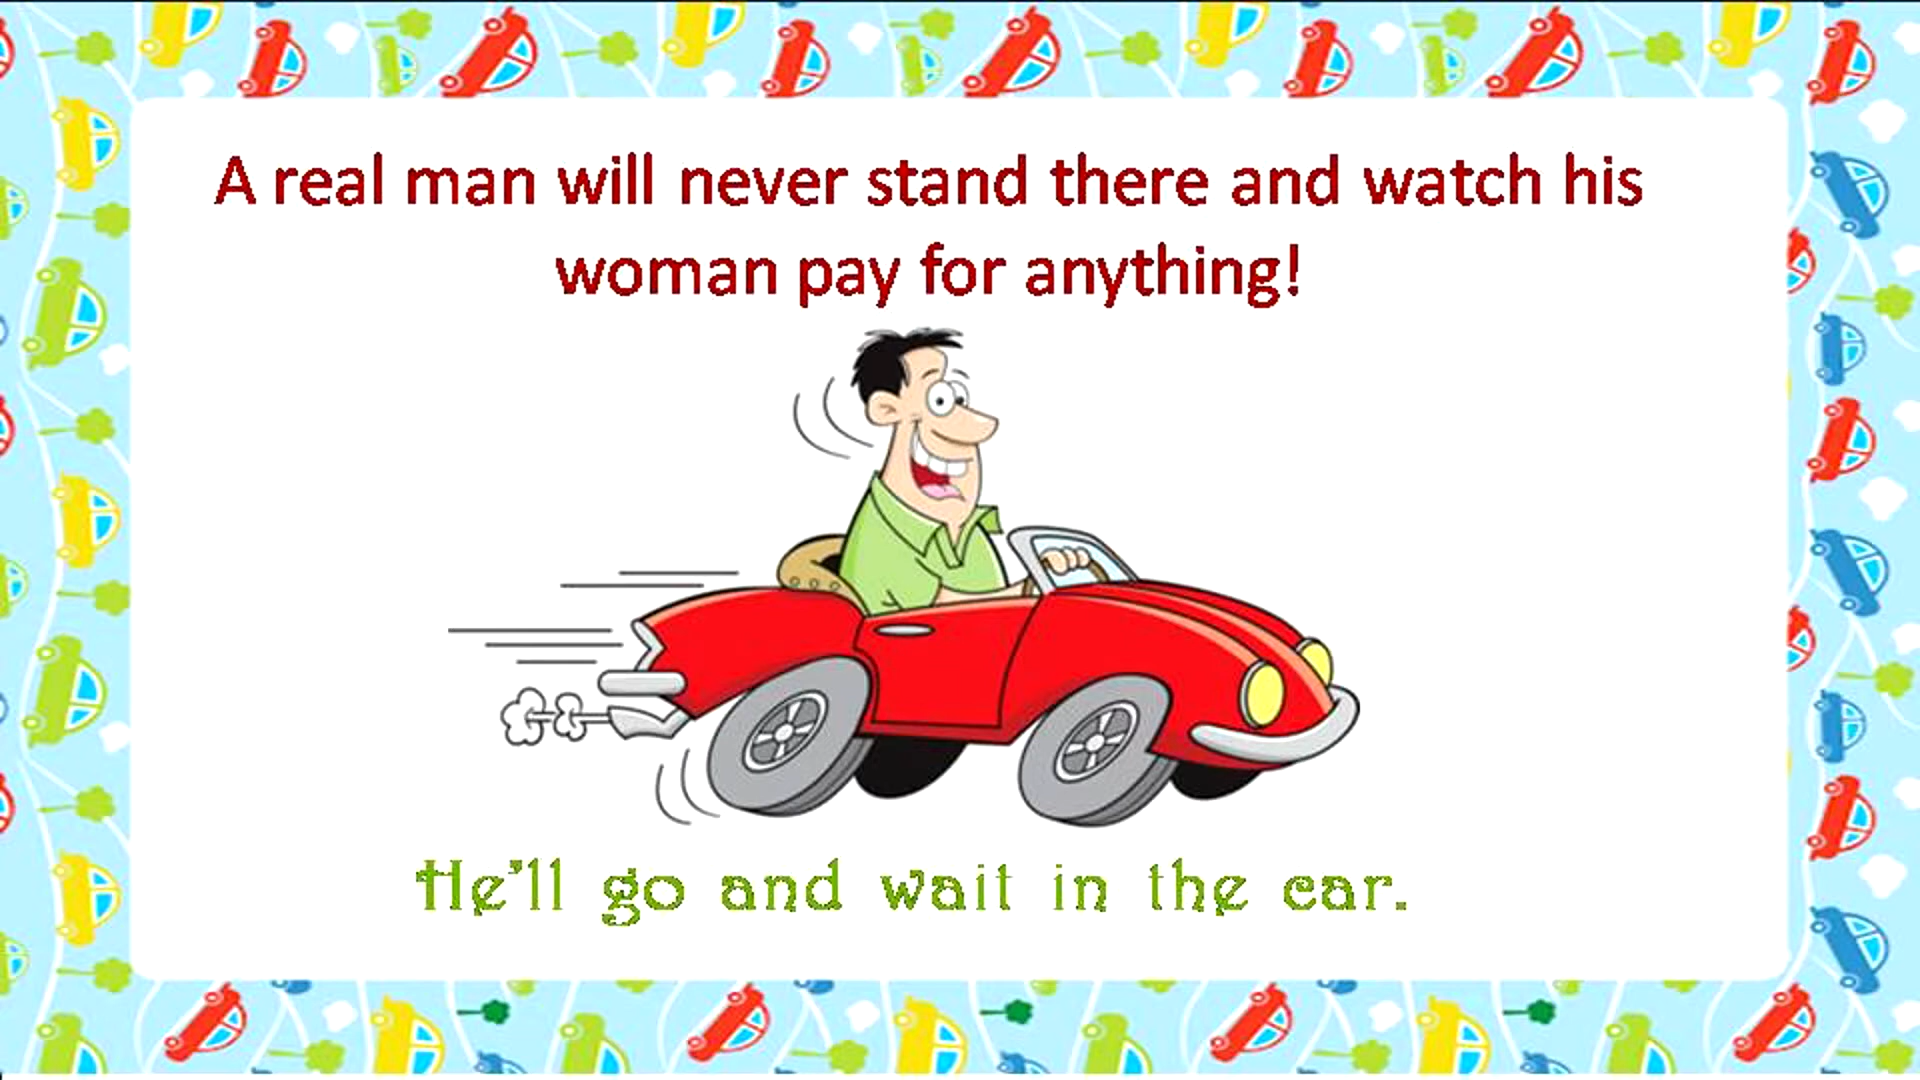 A real man will never stand there and watch his
woman pay for anything!
He'll go and wait in the car.